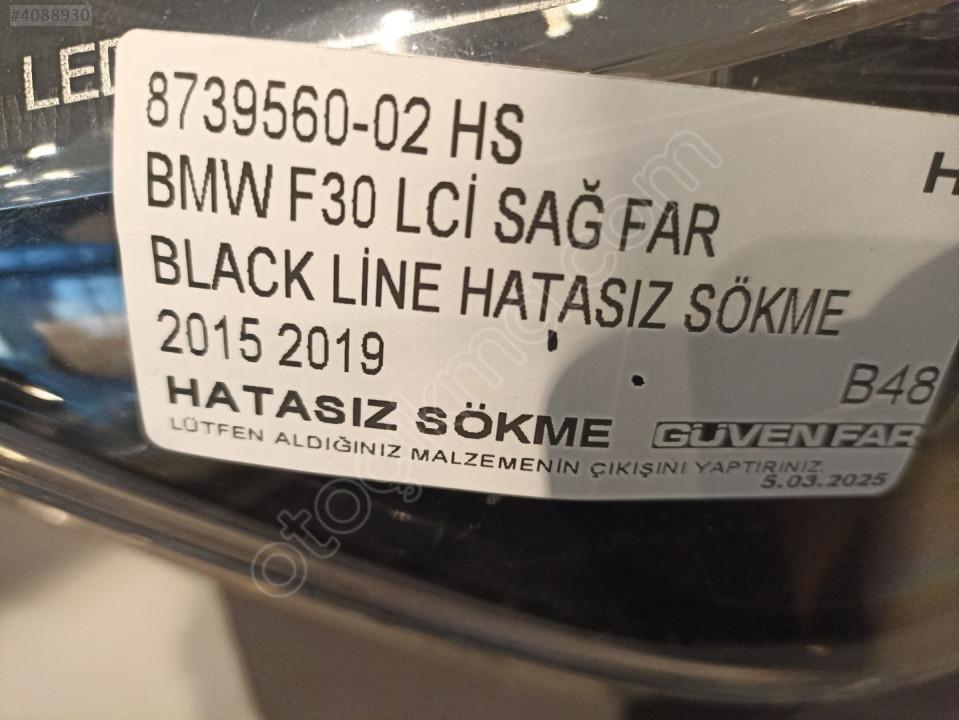 #4088930
LED
8739560-02 HS
H
BMW F30 LCİ SAĞ FAR
BLACK LİNE HATASIZ SÖKME
2015 2019
B48
HATASIZ SÖKME
GÜVENFAR
LÜTFEN ALDIĞINIZ MALZEMENİN ÇIKIŞINI YAPTIRINIZ.
5.03.2025
otocikma.com